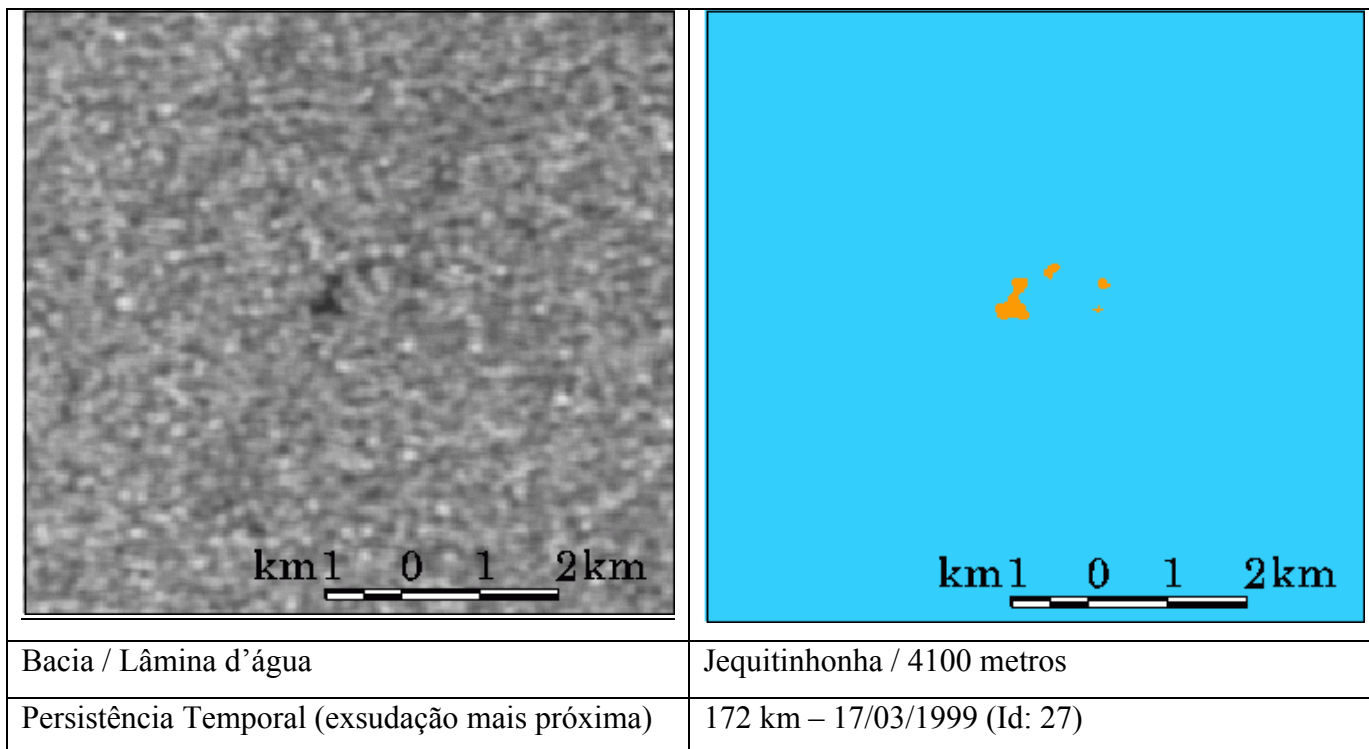 km1 0 1 2km
km1 0 1 2km
Bacia / Lâmina d’água
Jequitinhonha / 4100 metros
Persistência Temporal (exsudação mais próxima)
172 km – 17/03/1999 (Id: 27)